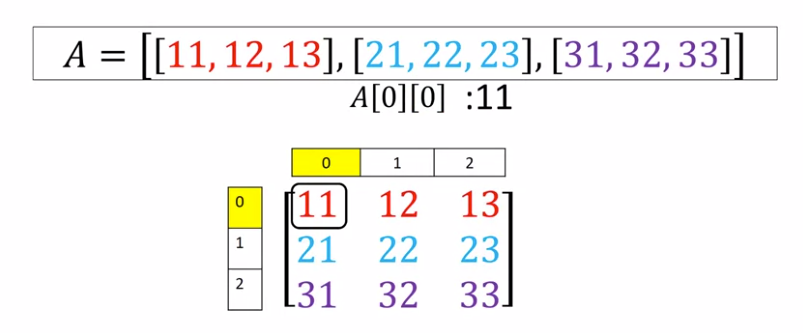 A = [[11, 12, 13], [21, 22, 23], [31, 32, 33]]
A[0][0] :11
0 1 2
0 11 12 13
1 21 22 23
2 31 32 33